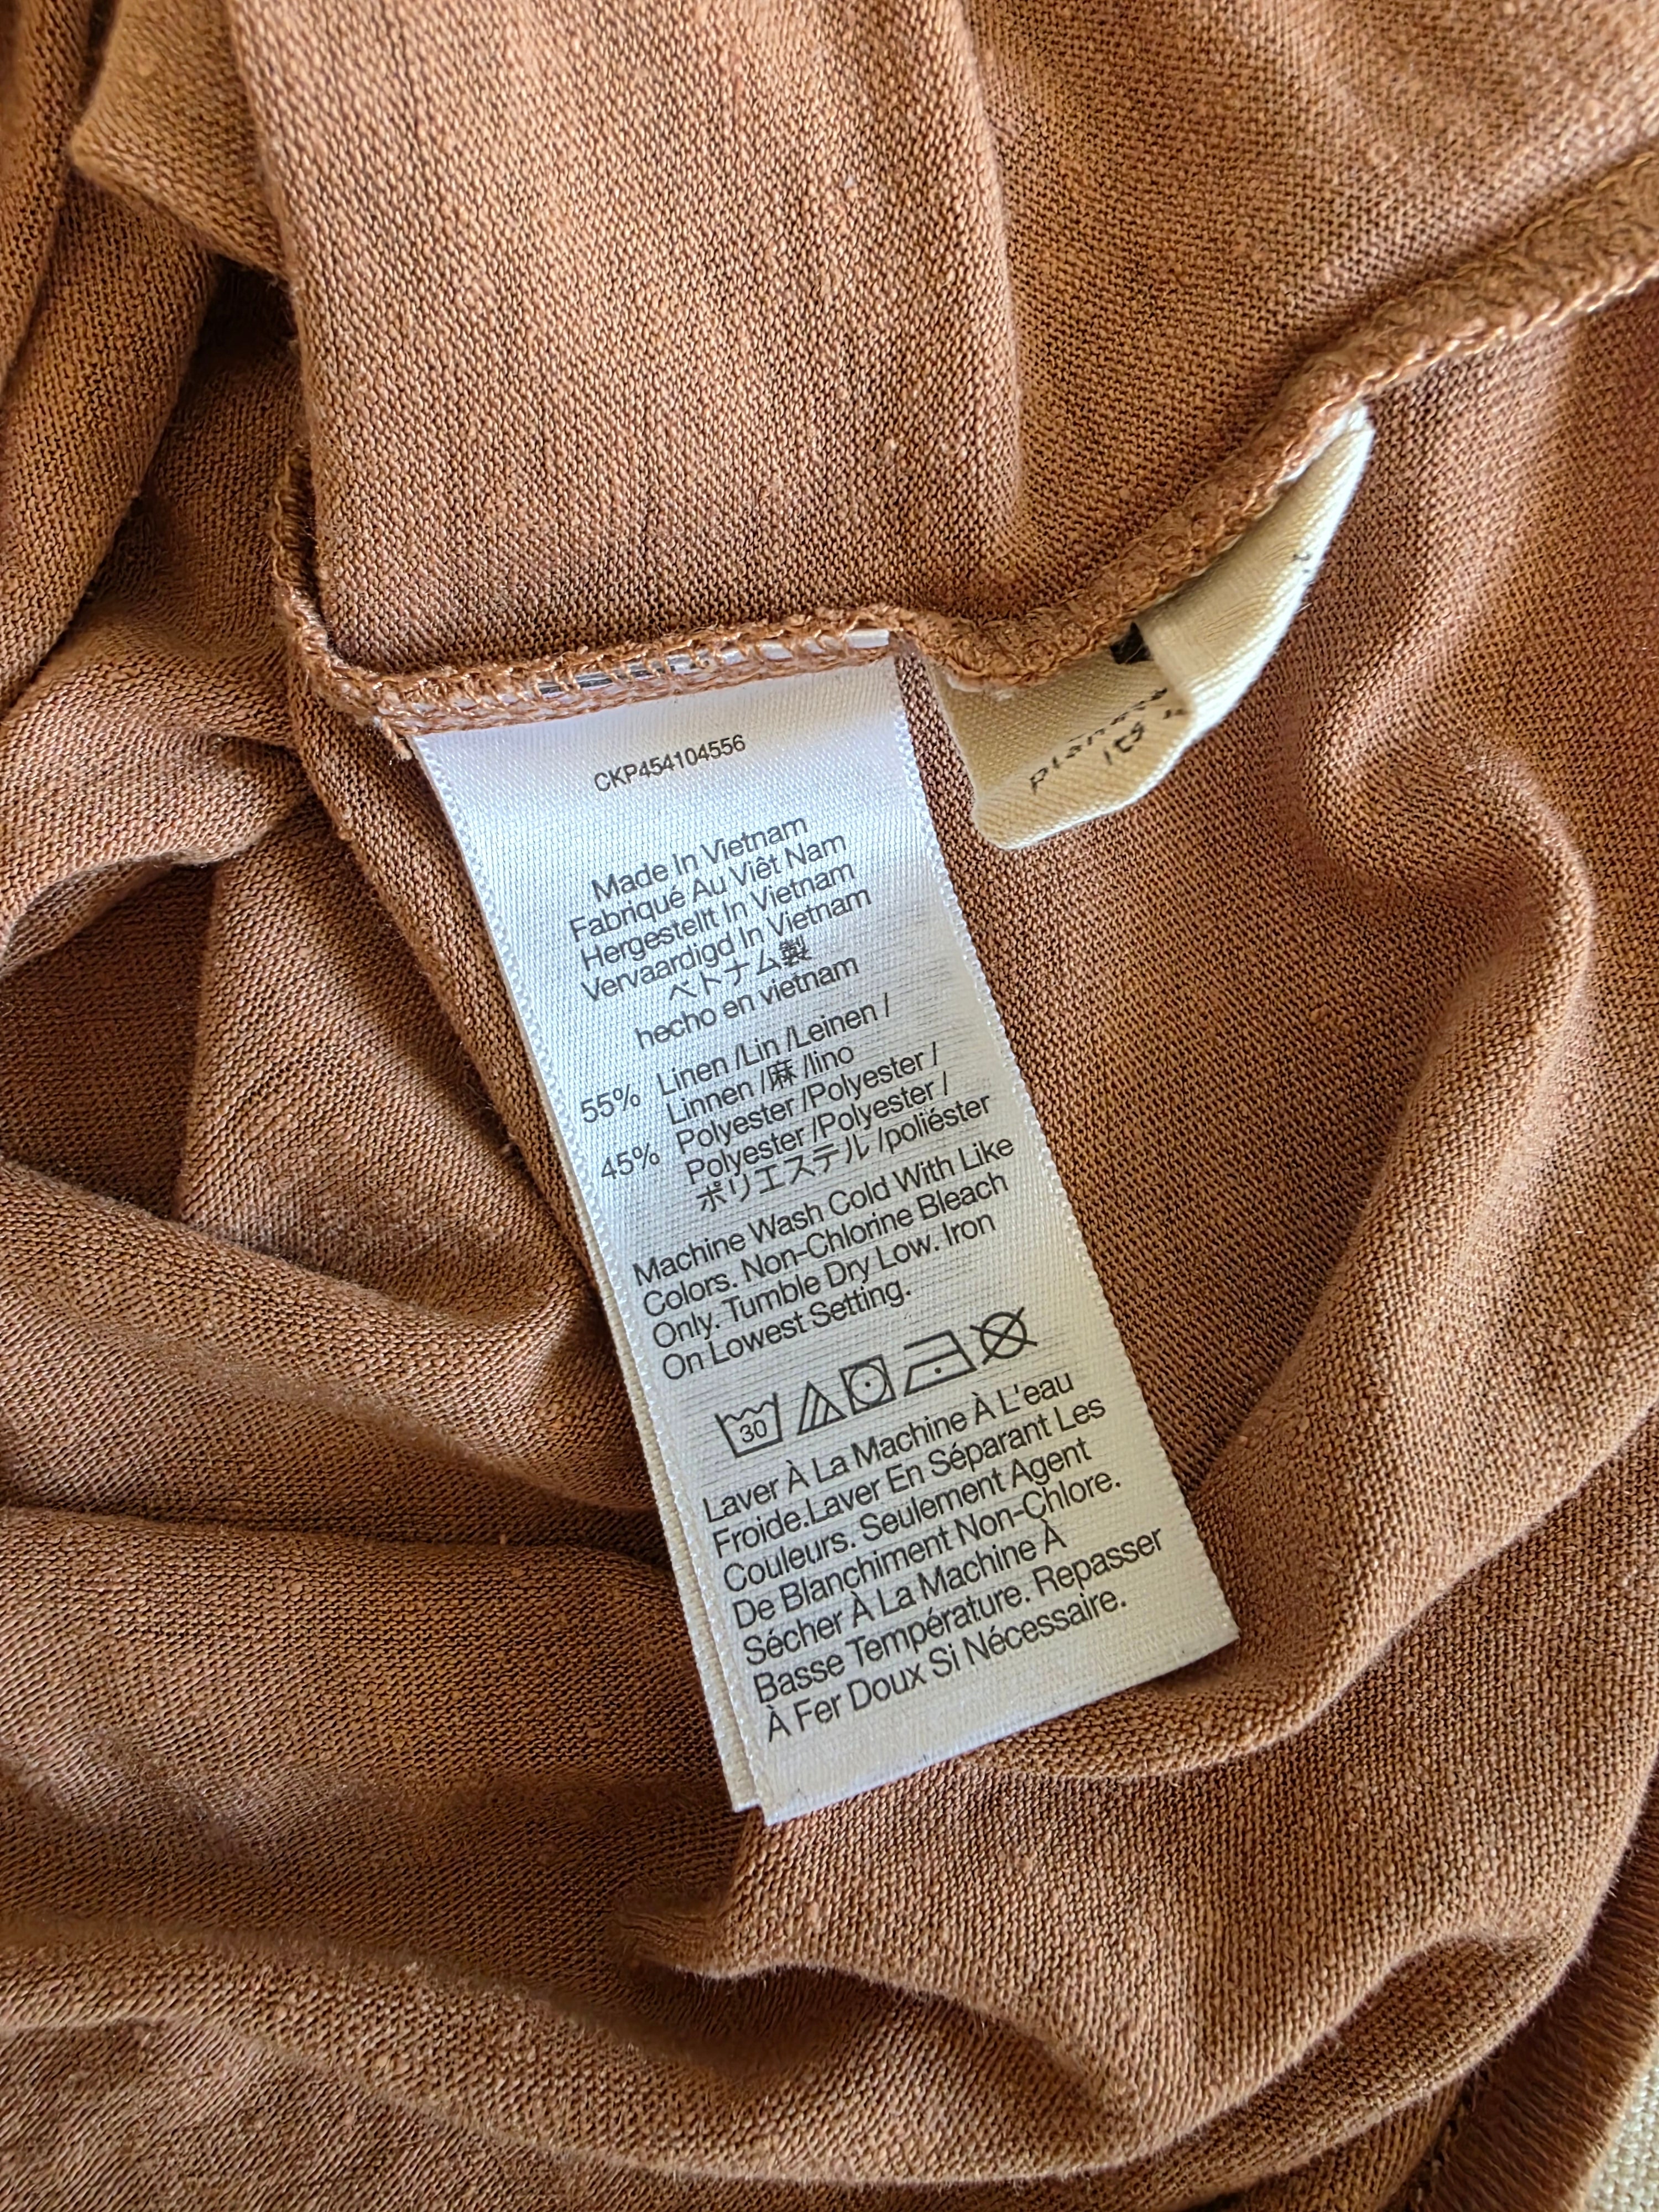 CKP454104556
Made In Vietnam
Fabriqué Au Viêt Nam
Hergestellt In Vietnam
Vervaardigd In Vietnam
ベトナム製
hecho en vietnam
55% Linen /Lin /Leinen /
Linnen /麻 /lino
45% Polyester /Polyester /
Polyester /Polyester /
ポリエステル /poliéster
Machine Wash Cold With Like
Colors. Non-Chlorine Bleach
Only. Tumble Dry Low. Iron
On Lowest Setting.
30
Laver À La Machine À L'eau
Froide.Laver En Séparant Les
Couleurs. Seulement Agent
De Blanchiment Non-Chlore.
Sécher À La Machine À
Basse Température. Repasser
À Fer Doux Si Nécessaire.